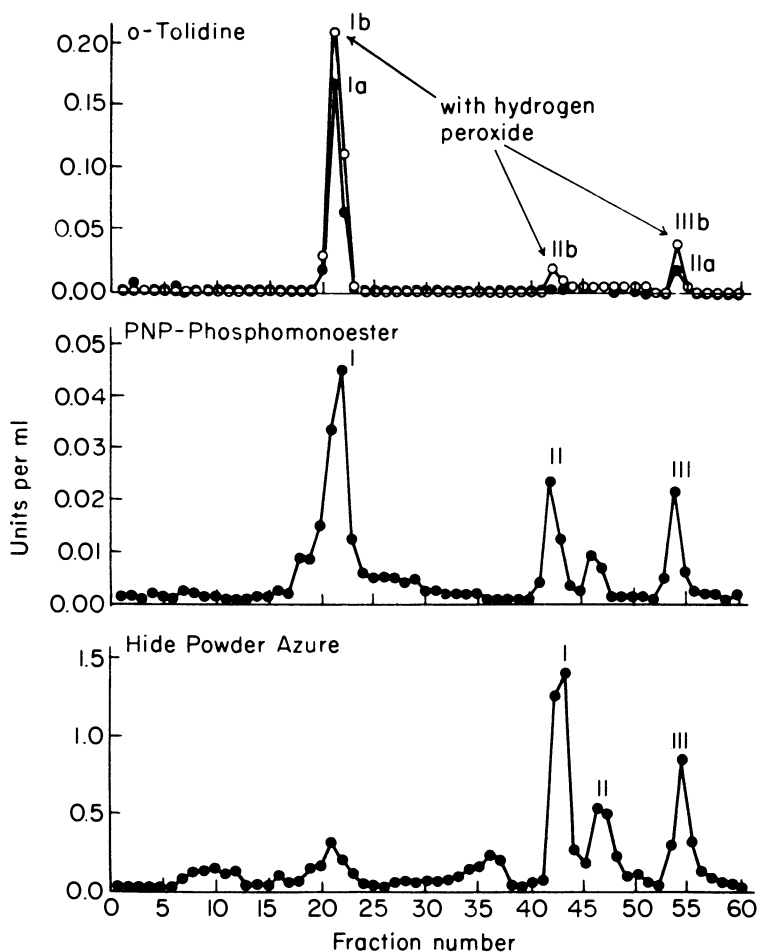 o-Tolidine
Ib
Ia
with hydrogen
peroxide
IIb
IIIb
IIa
0.20
0.15
0.10
0.05
0.00
PNP-Phosphomonoester
I
II
III
0.05
0.04
0.03
0.02
0.01
0.00
Units per ml
Hide Powder Azure
I
II
III
1.5
1.0
0.5
0.0
0 5 10 15 20 25 30 35 40 45 50 55 60
Fraction number